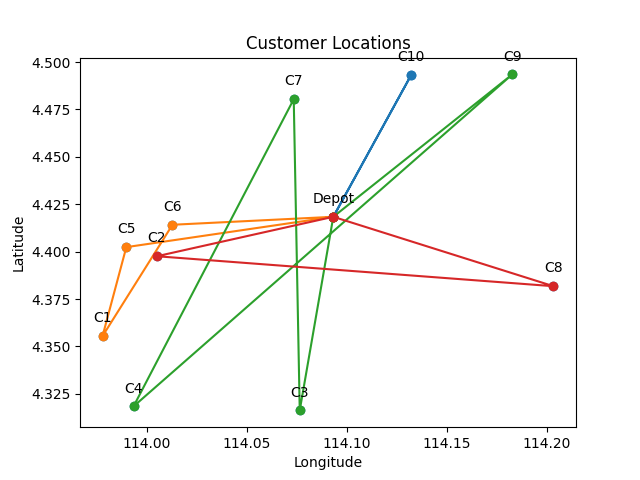 Customer Locations
C10
C9
C7
C6
Depot
C5
C2
C8
C1
C4
C3
4.500
4.475
4.450
4.425
4.400
4.375
4.350
4.325
Latitude
114.00
114.05
114.10
114.15
114.20
Longitude